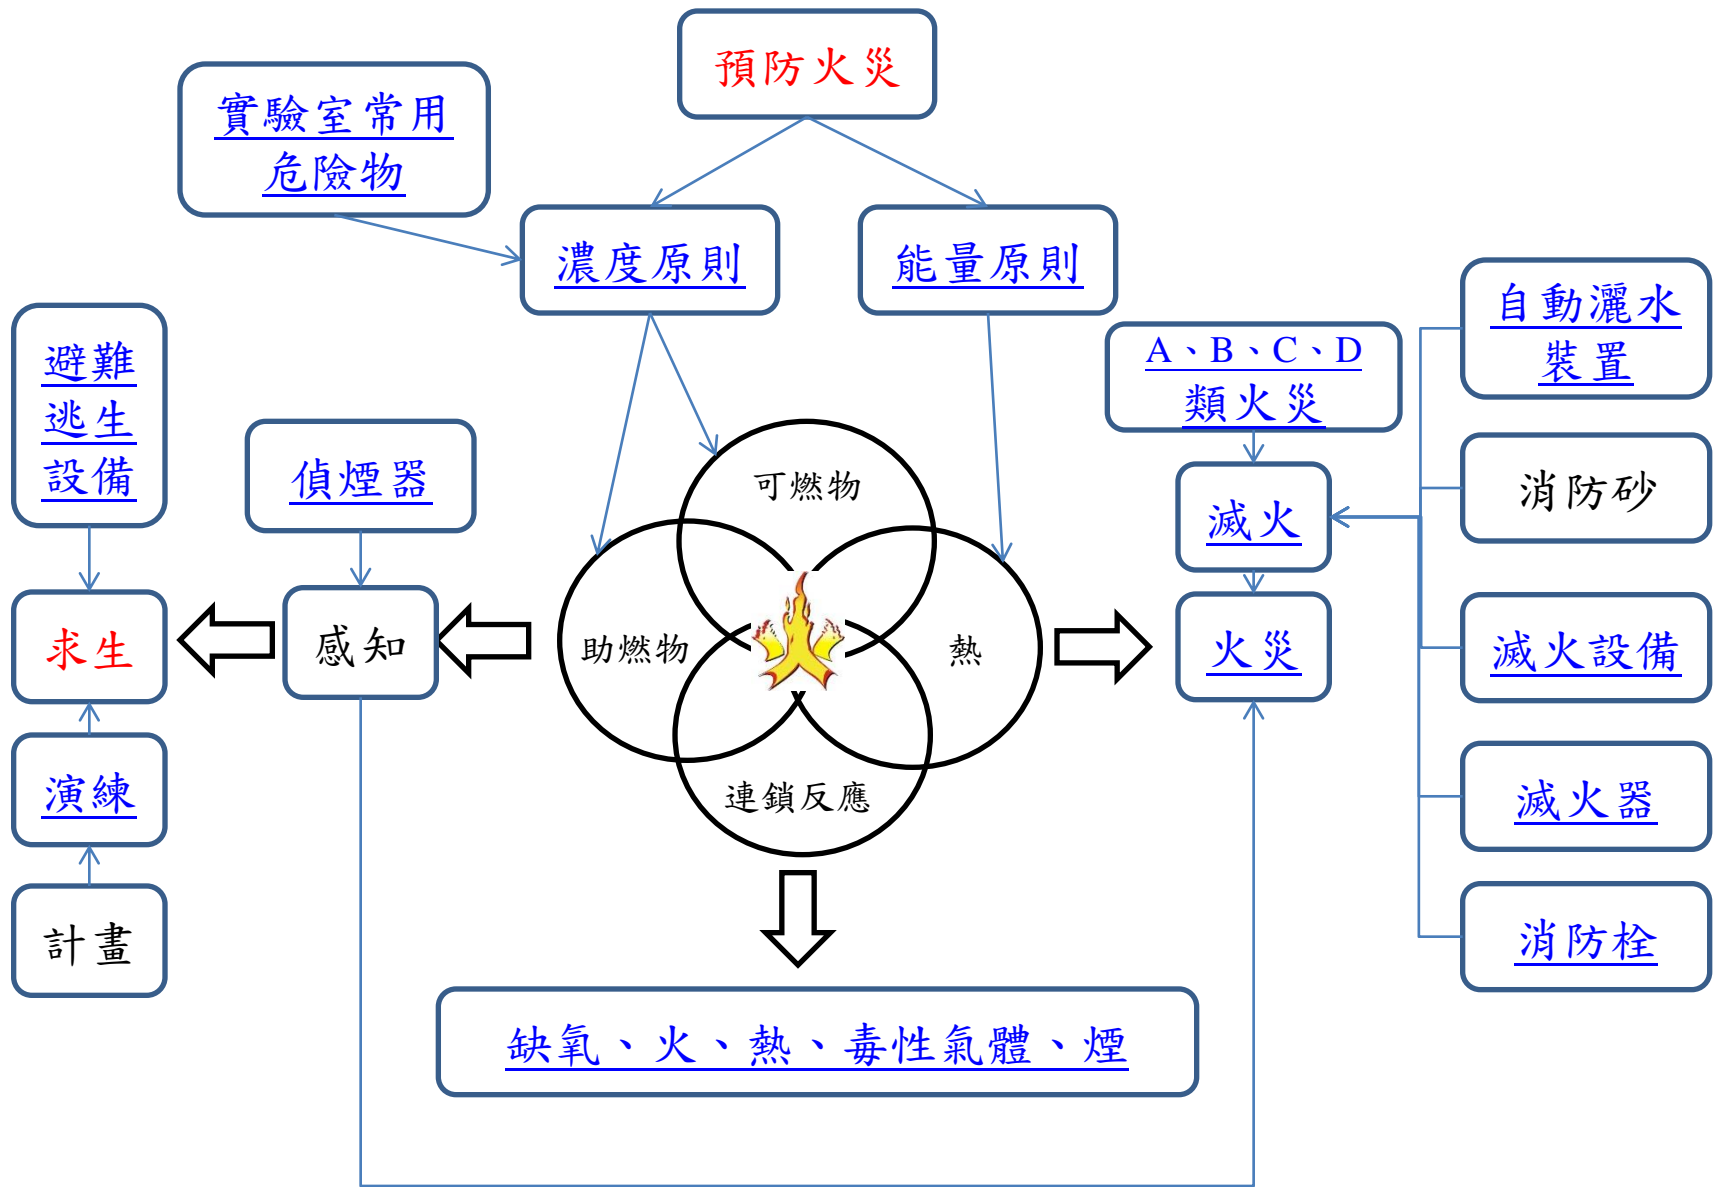 預防火災
實驗室常用
危險物
濃度原則
能量原則
自動灑水
裝置
避難
逃生
設備
A、B、C、D
類火災
偵煙器
可燃物
消防砂
滅火
求生
感知
助燃物
熱
火災
滅火設備
演練
連鎖反應
滅火器
計畫
消防栓
缺氧、火、熱、毒性氣體、煙